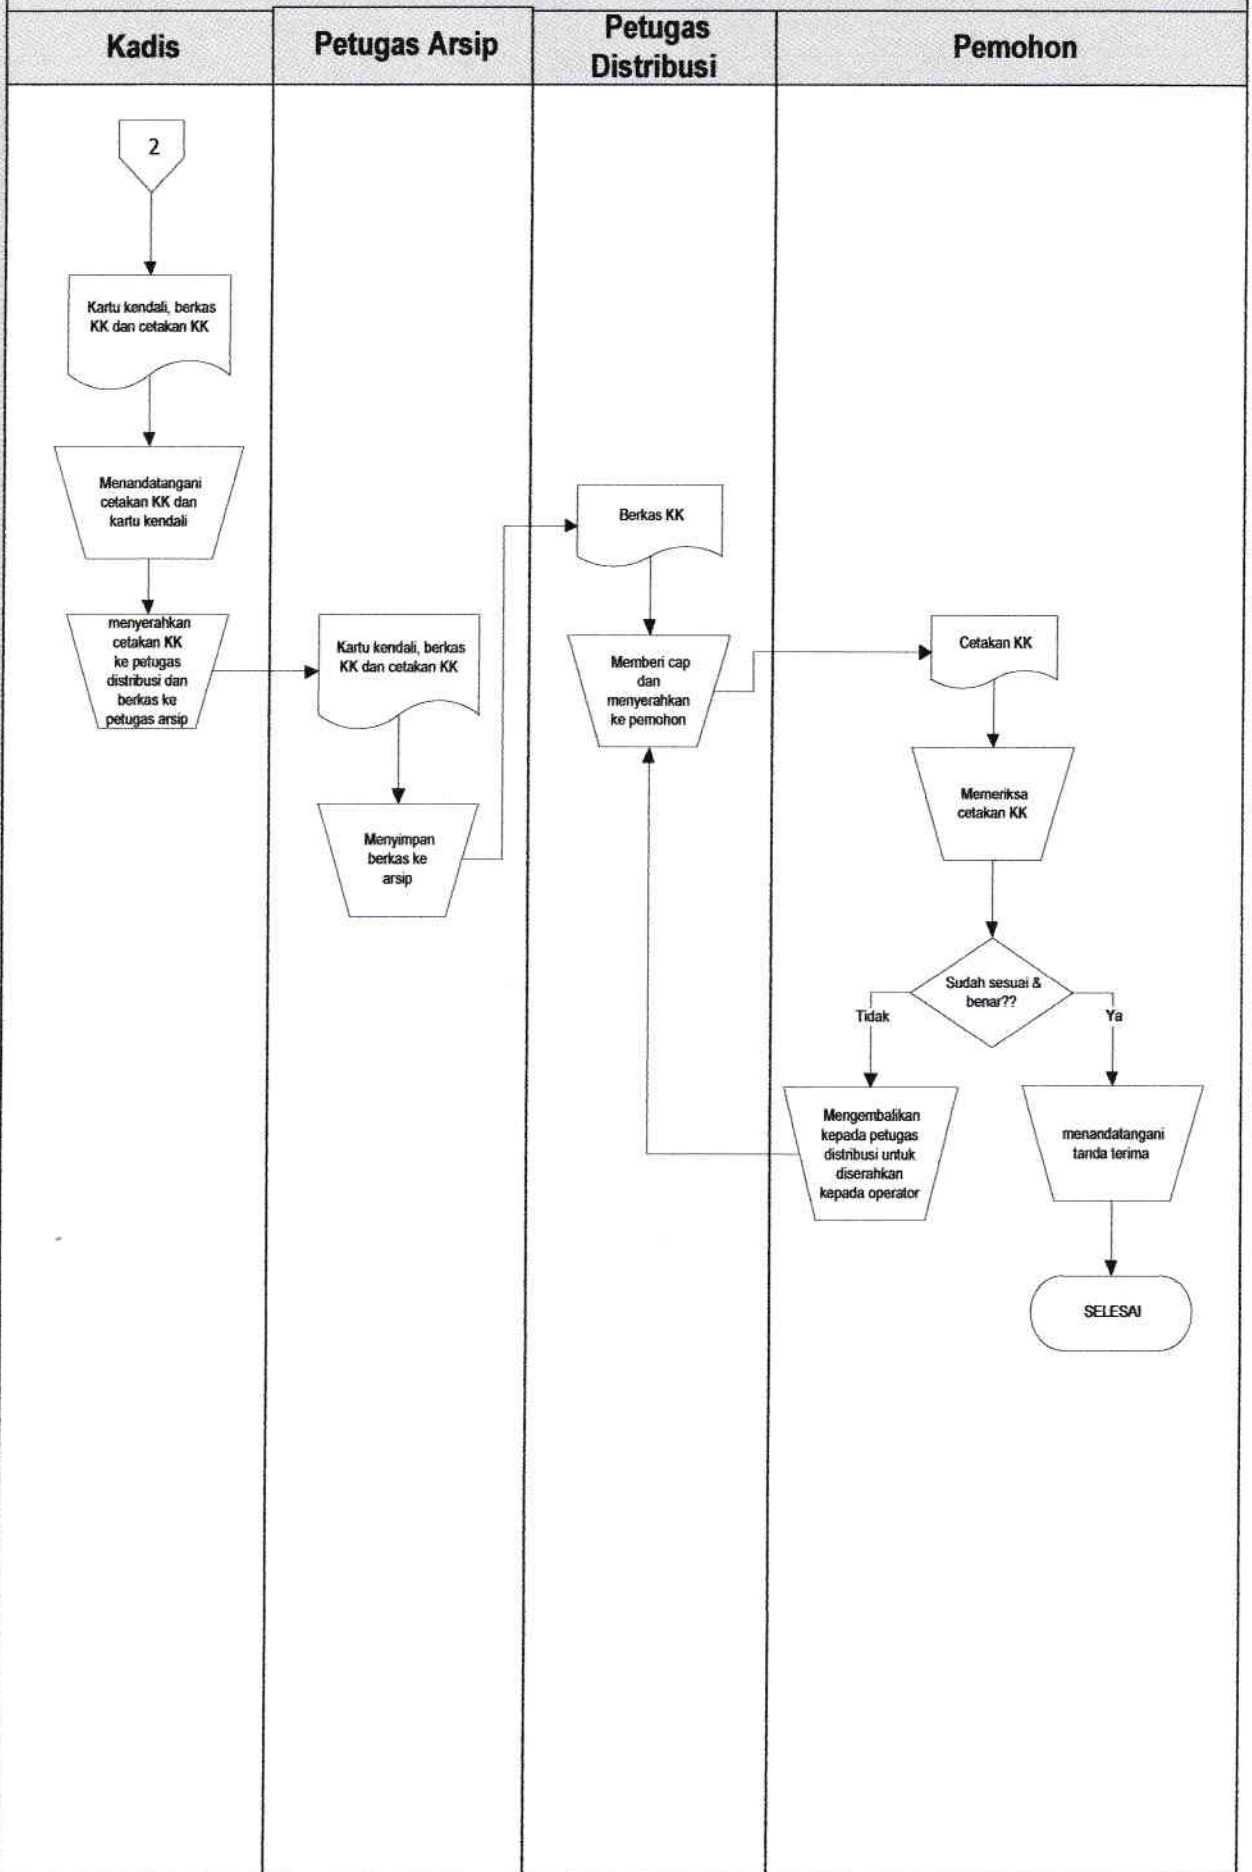 Kadis
Petugas Arsip
Petugas
Distribusi
Pemohon
2
Kartu kendali, berkas
KK dan cetakan KK
Menandatangani
cetakan KK dan
kartu kendali
menyerahkan
cetakan KK
ke petugas
distribusi dan
berkas ke
petugas arsip
Kartu kendali, berkas
KK dan cetakan KK
Menyimpan
berkas ke
arsip
Berkas KK
Memberi cap
dan
menyerahkan
ke pemohon
Cetakan KK
Memeriksa
cetakan KK
Sudah sesuai &
benar??
Tidak
Ya
Mengembalikan
kepada petugas
distribusi untuk
diserahkan
kepada operator
menandatangani
tanda terima
SELESAI